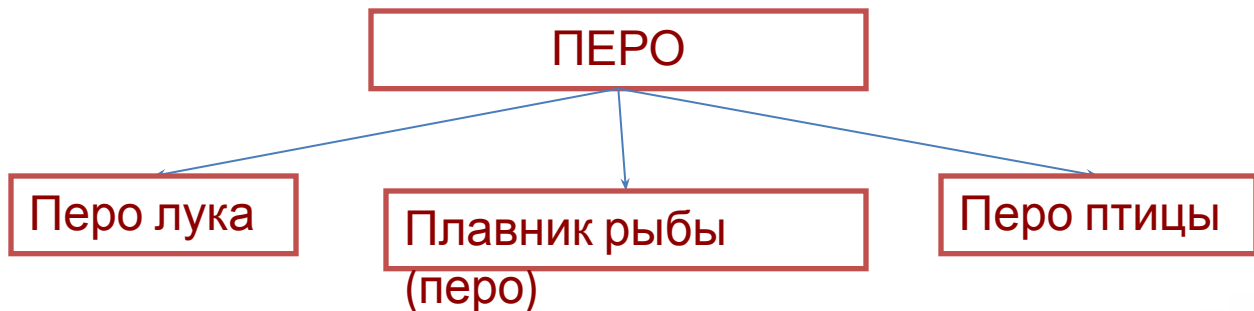 ПЕРО
Перо лука
Плавник рыбы
(перо)
Перо птицы